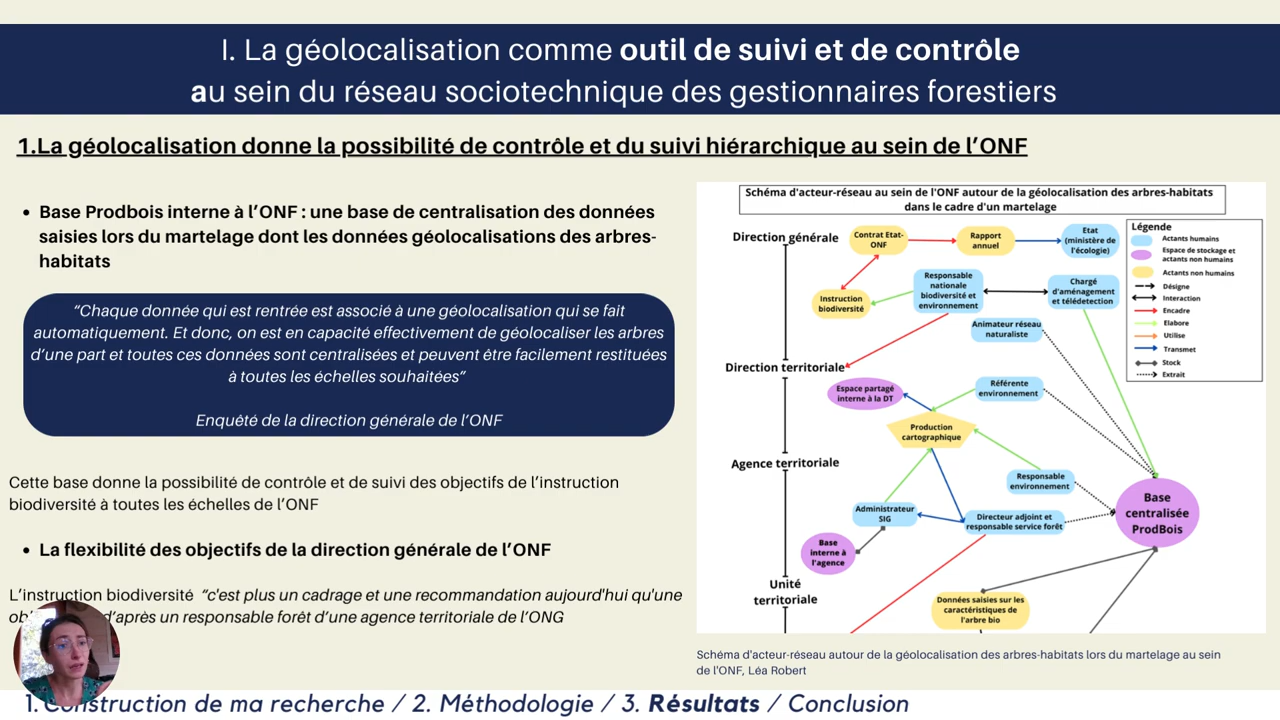 I. La géolocalisation comme outil de suivi et de contrôle
au sein du réseau sociotechnique des gestionnaires forestiers
1.La géolocalisation donne la possibilité de contrôle et du suivi hiérarchique au sein de l’ONF
• Base Prodbois interne à l’ONF : une base de centralisation des données
saisies lors du martelage dont les données géolocalisations des arbres-
habitats
“Chaque donnée qui est rentrée est associé à une géolocalisation qui se fait
automatiquement. Et donc, on est en capacité effectivement de géolocaliser les arbres
d’une part et toutes ces données sont centralisées et peuvent être facilement restituées
à toutes les échelles souhaitées”
Enquêté de la direction générale de l’ONF
Cette base donne la possibilité de contrôle et de suivi des objectifs de l’instruction
biodiversité à toutes les échelles de l’ONF
• La flexibilité des objectifs de la direction générale de l’ONF
L’instruction biodiversité “c'est plus un cadrage et une recommandation aujourd'hui qu'une
d’après un responsable forêt d’une agence territoriale de l’ONG
Schéma d'acteur-réseau au sein de l'ONF autour de la géolocalisation des arbres-habitats
dans le cadre d'un martelage
Direction générale
Contrat Etat-
ONF
Rapport
annuel
Etat
(ministère de
l'écologie)
Instruction
biodiversité
Responsable
nationale
biodiversité et
environnement
Chargé
d'aménagement
et télédetection
Animateur réseau
naturaliste
Légende
Actants humains
Espace de stockage et
actants non humains
Actants non humains
Désigne
Interaction
Encadre
Elabore
Utilise
Transmet
Stock
Extrait
Direction territoriale
Espace partagé
interne à la DT
Référente
environnement
Production
cartographique
Agence territoriale
Responsable
environnement
Administrateur
SIG
Directeur adjoint et
responsable service forêt
Base
centralisée
ProdBois
Base
interne à
l'agence
Unité
territoriale
Données saisies sur les
caractéristiques de
l'arbre bio
Schéma d'acteur-réseau autour de la géolocalisation des arbres-habitats lors du martelage au sein
de l'ONF, Léa Robert
1. Construction de ma recherche / 2. Méthodologie / 3. Résultats / Conclusion